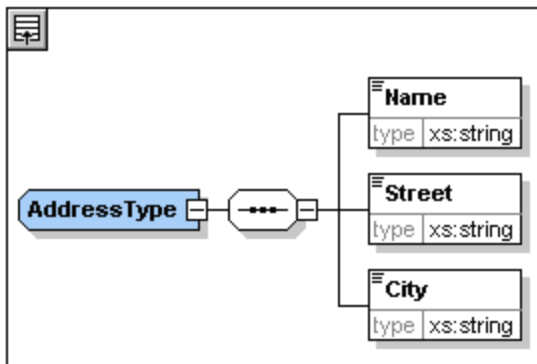 Name
type xs:string
AddressType
Street
type xs:string
City
type xs:string